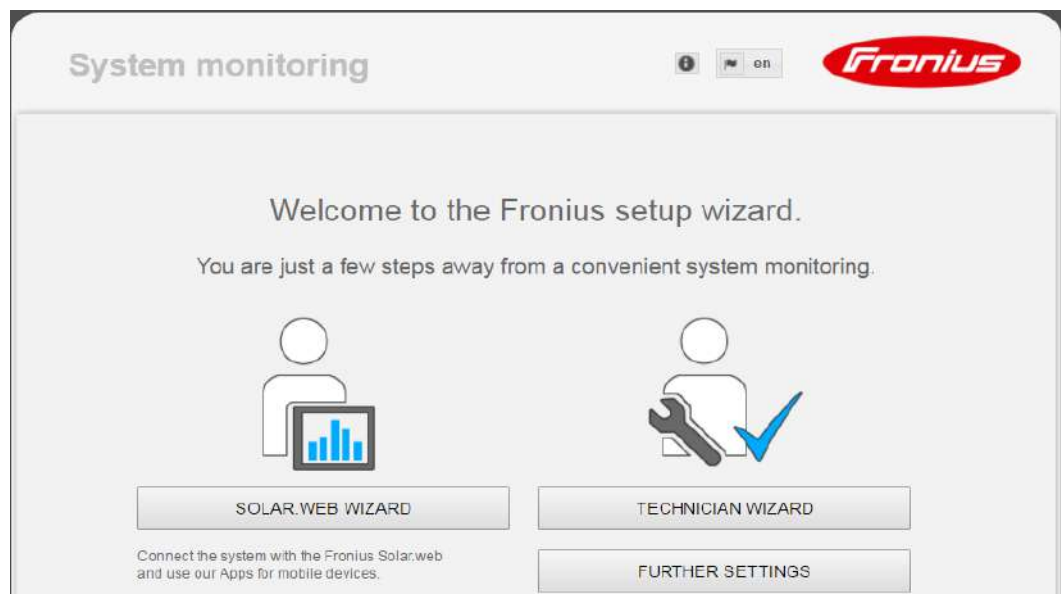 System monitoring
en
Fronius
Welcome to the Fronius setup wizard.
You are just a few steps away from a convenient system monitoring.
SOLAR.WEB WIZARD
TECHNICIAN WIZARD
Connect the system with the Fronius Solar.web
and use our Apps for mobile devices.
FURTHER SETTINGS